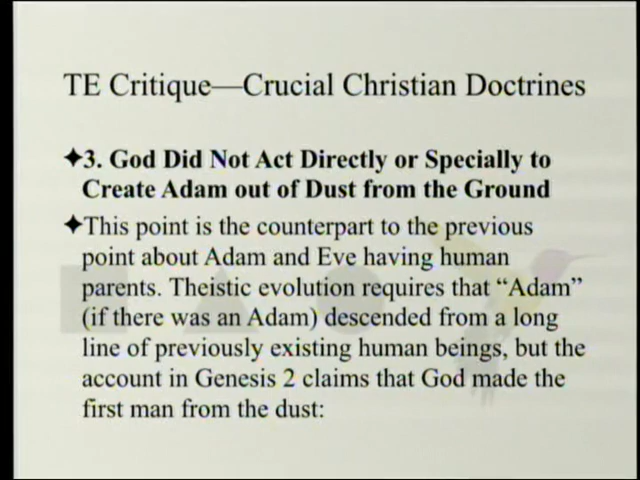 TE Critique—Crucial Christian Doctrines
✦3. God Did Not Act Directly or Specially to
Create Adam out of Dust from the Ground
✦This point is the counterpart to the previous
point about Adam and Eve having human
parents. Theistic evolution requires that “Adam”
(if there was an Adam) descended from a long
line of previously existing human beings, but the
account in Genesis 2 claims that God made the
first man from the dust: